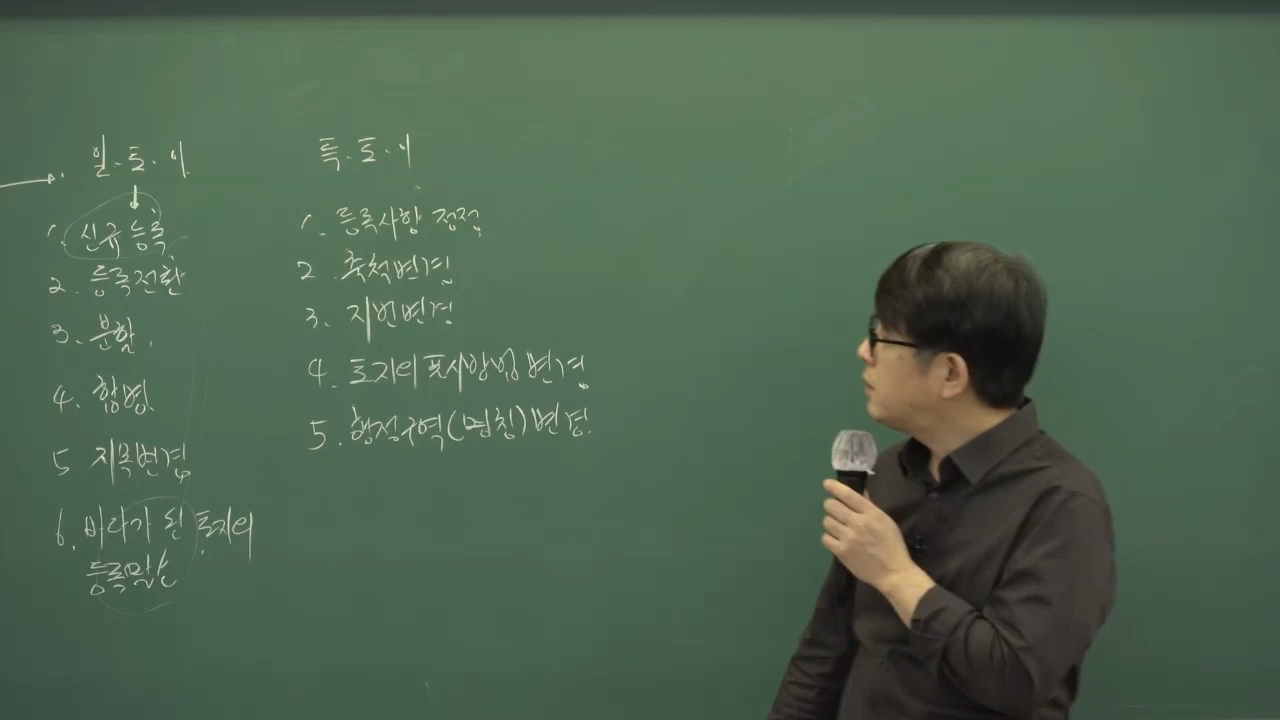 일.토.이
1. 신규등록.
2. 등록전환
3. 분할.
4. 합병.
5 지목변경
6. 바다가 된 토지의
등록말소
특.토.이
1. 등록사항 정정
2. 축척변경
3. 지번변경
4. 토지의 표시방법 변경
5. 행정구역(명칭)변경